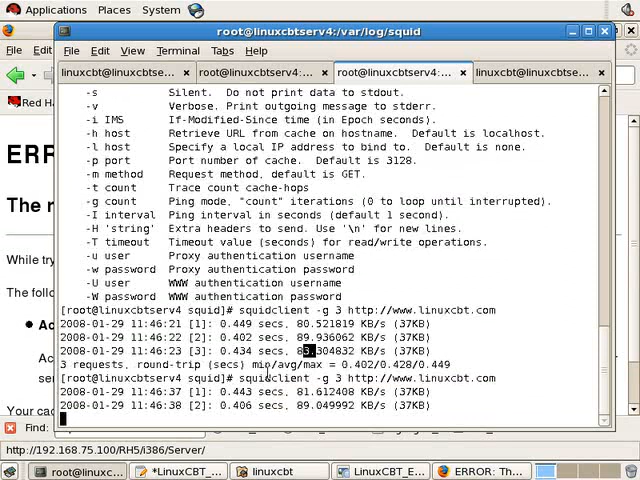 Applications Places System
root@linuxcbtserv4:/var/log/squid
File Edit
File Edit View Terminal Tabs Help
linuxcbt@linuxcbtse... root@linuxcbtserv4:... root@linuxcbtserv4:... linuxcbt@linuxcbtse...
Red Ha
ERR
The r
While try
The follo
Ac
Ac
ser
Your cac
-s Silent. Do not print data to stdout.
-v Verbose. Print outgoing message to stderr.
-i IMS If-Modified-Since time (in Epoch seconds).
-h host Retrieve URL from cache on hostname. Default is localhost.
-l host Specify a local IP address to bind to. Default is none.
-p port Port number of cache. Default is 3128.
-m method Request method, default is GET.
-t count Trace count cache-hops
-g count Ping mode, "count" iterations (0 to loop until interrupted).
-I interval Ping interval in seconds (default 1 second).
-H 'string' Extra headers to send. Use '\n' for new lines.
-T timeout Timeout value (seconds) for read/write operations.
-u user Proxy authentication username
-w password Proxy authentication password
-U user WWW authentication username
-W password WWW authentication password
[root@linuxcbtserv4 squid]# squidclient -g 3 http://www.linuxcbt.com
2008-01-29 11:46:21 [1]: 0.449 secs, 80.521819 KB/s (37KB)
2008-01-29 11:46:22 [2]: 0.402 secs, 89.936062 KB/s (37KB)
2008-01-29 11:46:23 [3]: 0.434 secs, 83.304832 KB/s (37KB)
3 requests, round-trip (secs) min/avg/max = 0.402/0.428/0.449
[root@linuxcbtserv4 squid]# squidclient -g 3 http://www.linuxcbt.com
2008-01-29 11:46:37 [1]: 0.443 secs, 81.612408 KB/s (37KB)
2008-01-29 11:46:38 [2]: 0.406 secs, 89.049992 KB/s (37KB)
Find:
http://192.168.75.100/RH5/i386/Server/
root@linuxc... *LinuxCBT_... linuxcbt LinuxCBT_E... ERROR: Th...